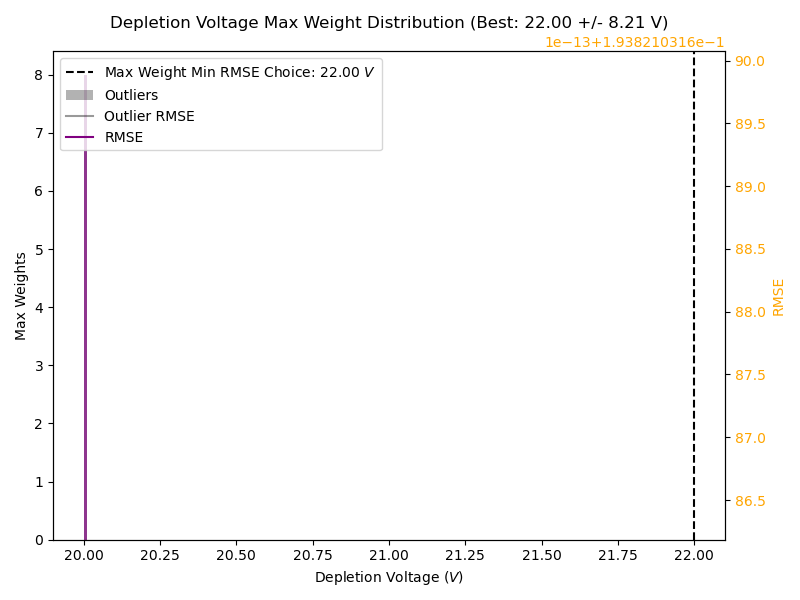 Depletion Voltage Max Weight Distribution (Best: 22.00 +/- 8.21 V)
1e−13+1.938210316e−1
Max Weight Min RMSE Choice: 22.00 V
Outliers
Outlier RMSE
RMSE
Max Weights
8
7
6
5
4
3
2
1
0
90.0
89.5
89.0
88.5
88.0
87.5
87.0
86.5
RMSE
20.00 20.25 20.50 20.75 21.00 21.25 21.50 21.75 22.00
Depletion Voltage (V)